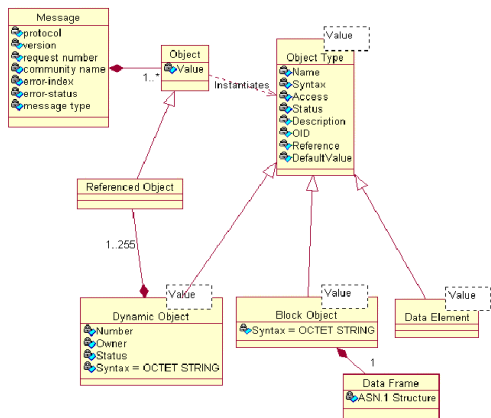 Message
protocol
version
request number
community name
error-index
error-status
message type
Object
Value
1..*
Instantiates
Value
Object Type
Name
Syntax
Access
Status
Description
OID
Reference
DefaultValue
Referenced Object
1..255
Value
Dynamic Object
Number
Owner
Status
Syntax = OCTET STRING
Value
Block Object
Syntax = OCTET STRING
Value
Data Element
1
Data Frame
ASN.1 Structure